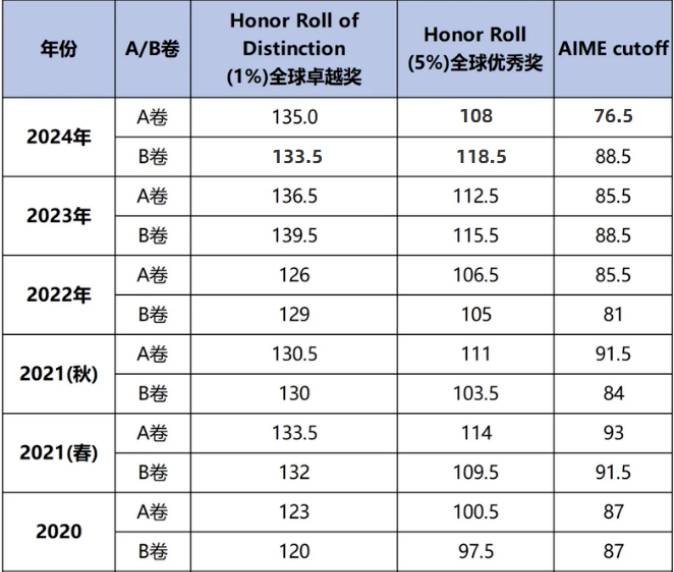 年份 A/B卷 Honor Roll of Distinction (1%)全球卓越奖 Honor Roll (5%)全球优秀奖 AIME cutoff
2024年 A卷 135.0 108 76.5
B卷 133.5 118.5 88.5
2023年 A卷 136.5 112.5 85.5
B卷 139.5 115.5 88.5
2022年 A卷 126 106.5 85.5
B卷 129 105 81
2021(秋) A卷 130.5 111 91.5
B卷 130 103.5 84
2021(春) A卷 133.5 114 93
B卷 132 109.5 91.5
2020 A卷 123 100.5 87
B卷 120 97.5 87